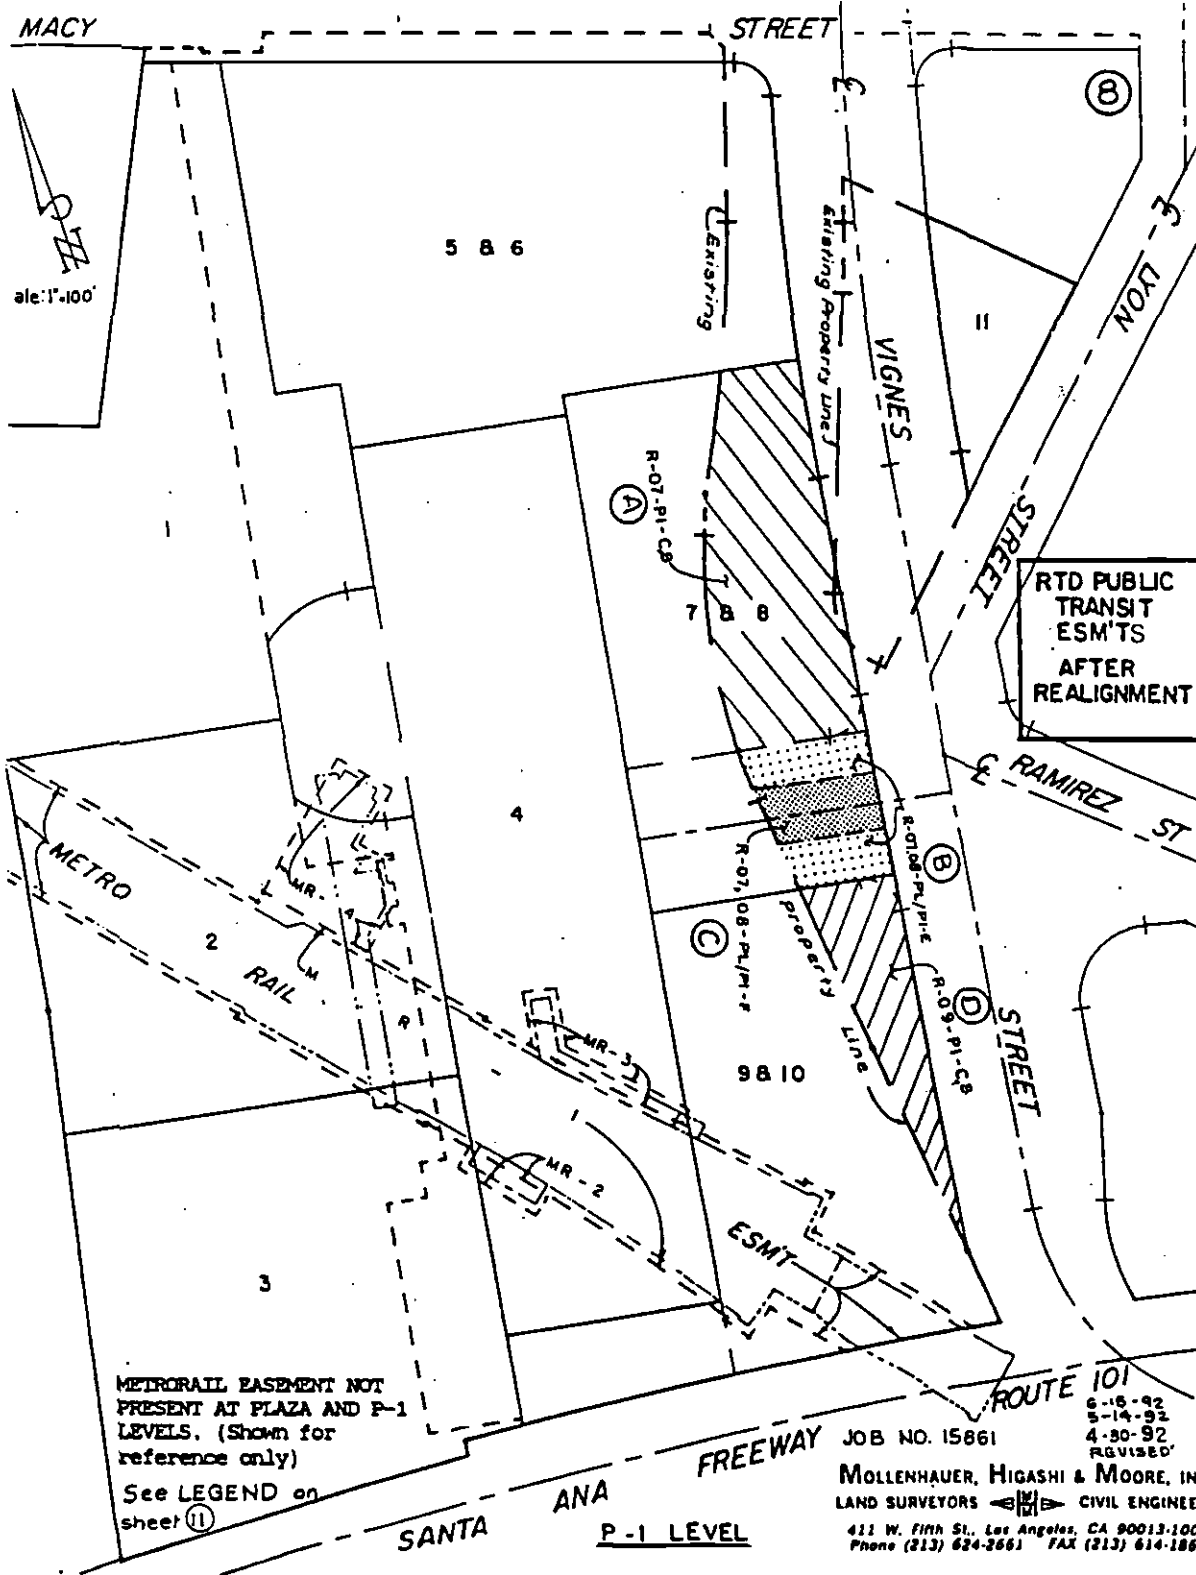 MACY
STREET
8
5 & 6
Existing
Existing Property Line
VIGNES
STREET
LYON
STREET
11
ale:1"=100'
N
1
R-07-P1-C,B
A
7 & 8
RTD PUBLIC
TRANSIT
ESM'TS
AFTER
REALIGNMENT
RAMIREZ ST
4
METRO
RAIL
ESMT
MR-
2
M
R-07,08-PL/P1-E
B
R-07,08-PL/P1-F
C
Property
Line
R-09-P1-C,B
D
MR-3
9 & 10
1
MR-2
3
METRORAIL EASEMENT NOT
PRESENT AT PLAZA AND P-1
LEVELS. (Shown for
reference only)
See LEGEND on
sheet 11
SANTA ANA FREEWAY ROUTE 101
P-1 LEVEL
6-15-92
5-14-92
4-30-92
REVISED
JOB NO. 15861
MOLLENHAUER, HIGASHI & MOORE, IN
LAND SURVEYORS CIVIL ENGINEE
411 W. Fifth St., Los Angeles, CA 90013-100
Phone (213) 624-2661 FAX (213) 614-186